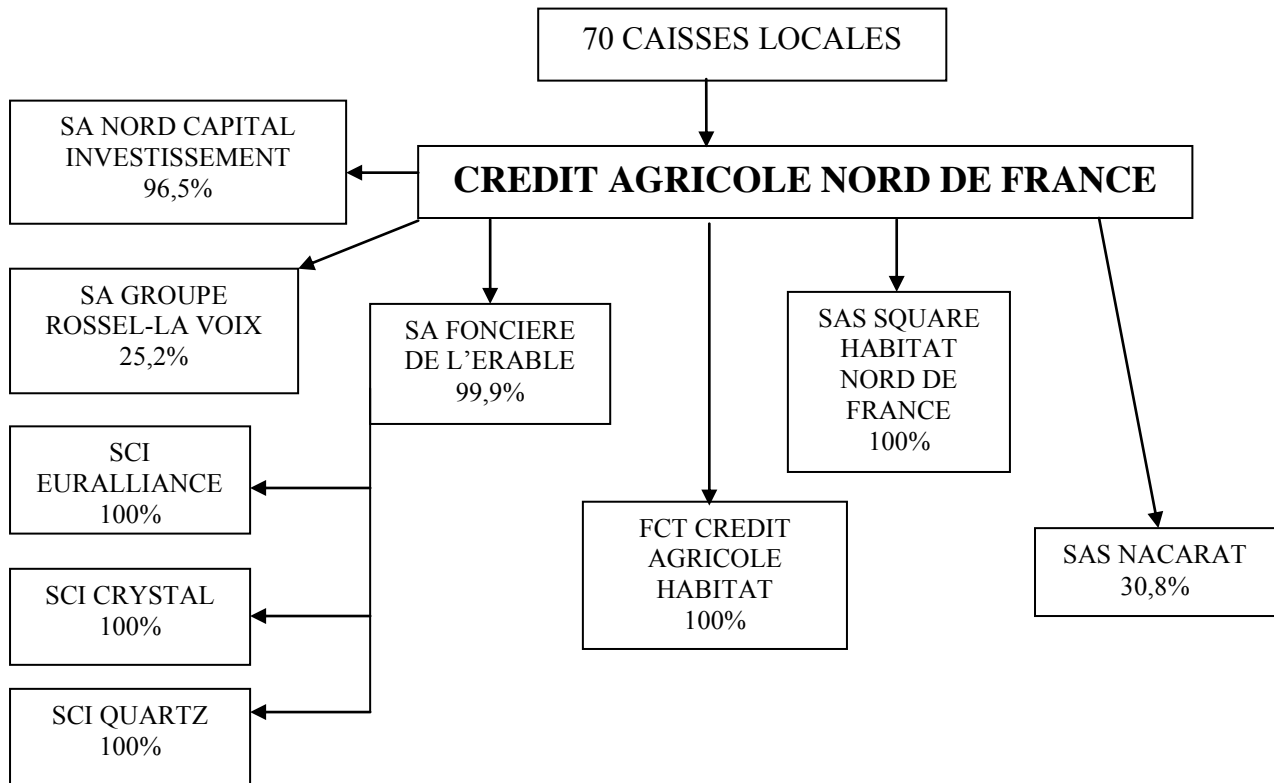 70 CAISSES LOCALES
SA NORD CAPITAL
INVESTISSEMENT
96,5%
CREDIT AGRICOLE NORD DE FRANCE
SA GROUPE
ROSSEL-LA VOIX
25,2%
SA FONCIERE
DE L’ERABLE
99,9%
SAS SQUARE
HABITAT
NORD DE
FRANCE
100%
SCI
EURALLIANCE
100%
FCT CREDIT
AGRICOLE
HABITAT
100%
SAS NACARAT
30,8%
SCI CRYSTAL
100%
SCI QUARTZ
100%